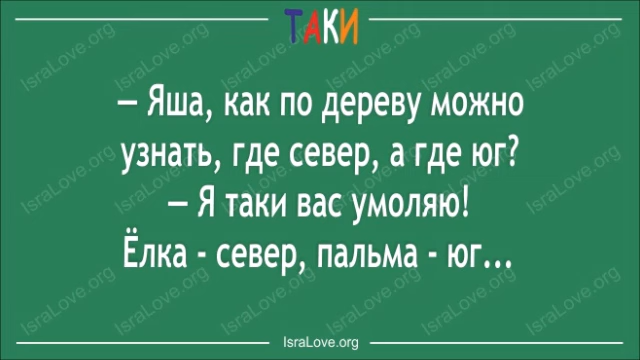 ТАКИ
– Яша, как по дереву можно
узнать, где север, а где юг?
– Я таки вас умоляю!
Ёлка - север, пальма - юг...
IsraLove.org